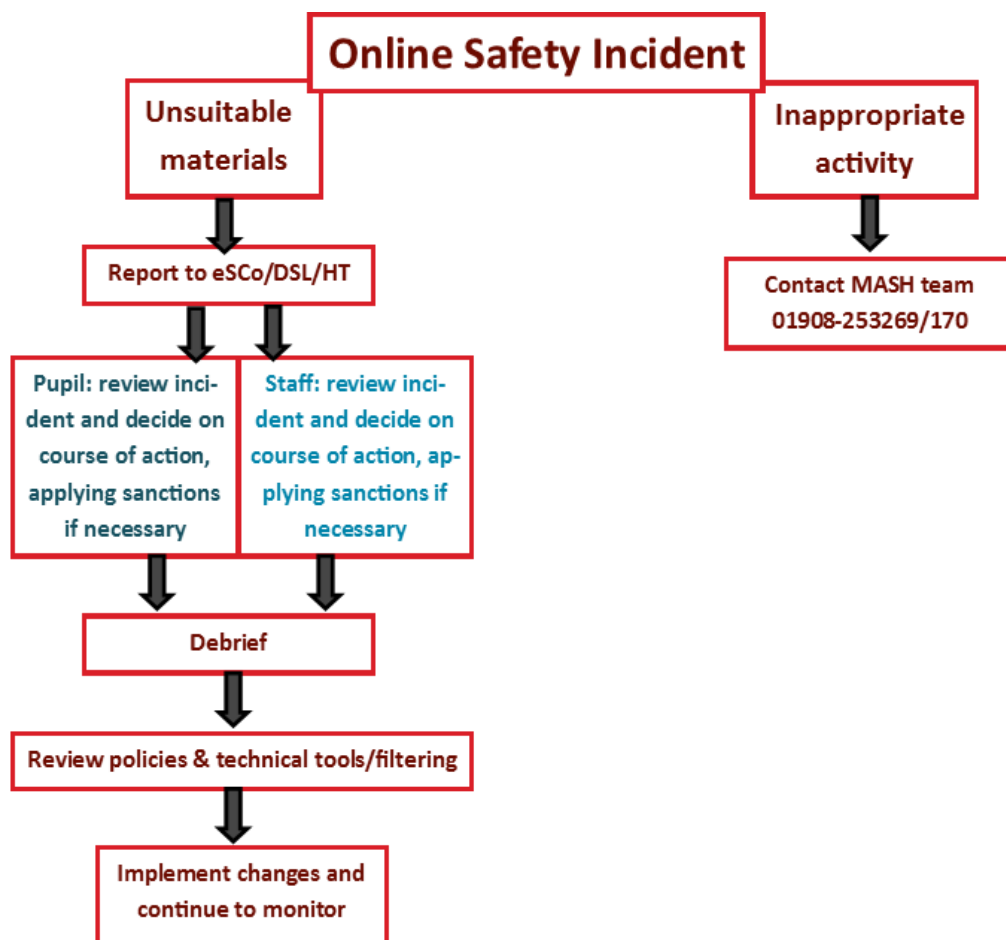 Online Safety Incident
Unsuitable
materials
Inappropriate
activity
Report to eSCo/DSL/HT
Contact MASH team
01908-253269/170
Pupil: review inci-
dent and decide on
course of action,
applying sanctions
if necessary
Staff: review inci-
dent and decide on
course of action, ap-
plying sanctions if
necessary
Debrief
Review policies & technical tools/filtering
Implement changes and
continue to monitor